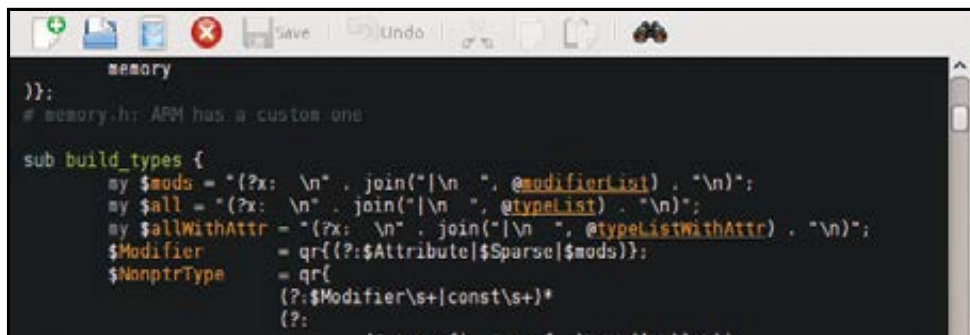 Save Undo
memory
)};
# memory.h: ARM has a custom one
sub build_types {
my $mods = "(?x:  \n" . join("|\n  ", @modifierList) . "\n)";
my $all = "(?x:  \n" . join("|\n  ", @typeList) . "\n)";
my $allWithAttr = "(?x:  \n" . join("|\n  ", @typeListWithAttr) . "\n)";
$Modifier = qr{(?:$Attribute|$Sparse|$mods)};
$NonptrType = qr{
(?:$Modifier\s+|const\s+)*
(?: